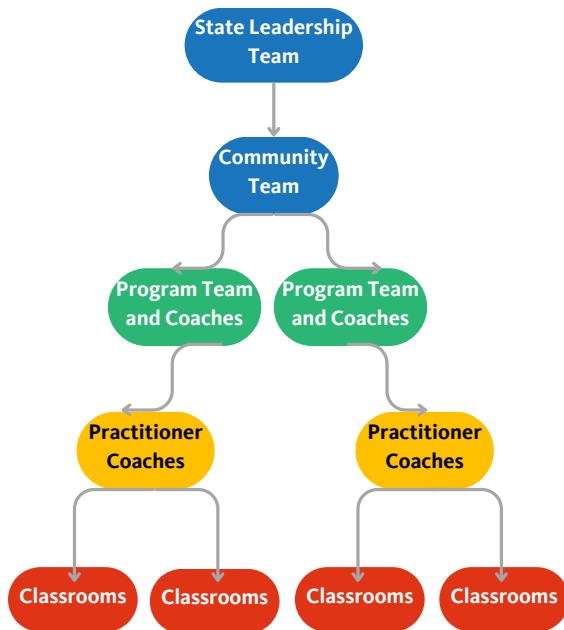 State Leadership
Team
Community
Team
Program Team
and Coaches
Program Team
and Coaches
Practitioner
Coaches
Practitioner
Coaches
Classrooms
Classrooms
Classrooms
Classrooms